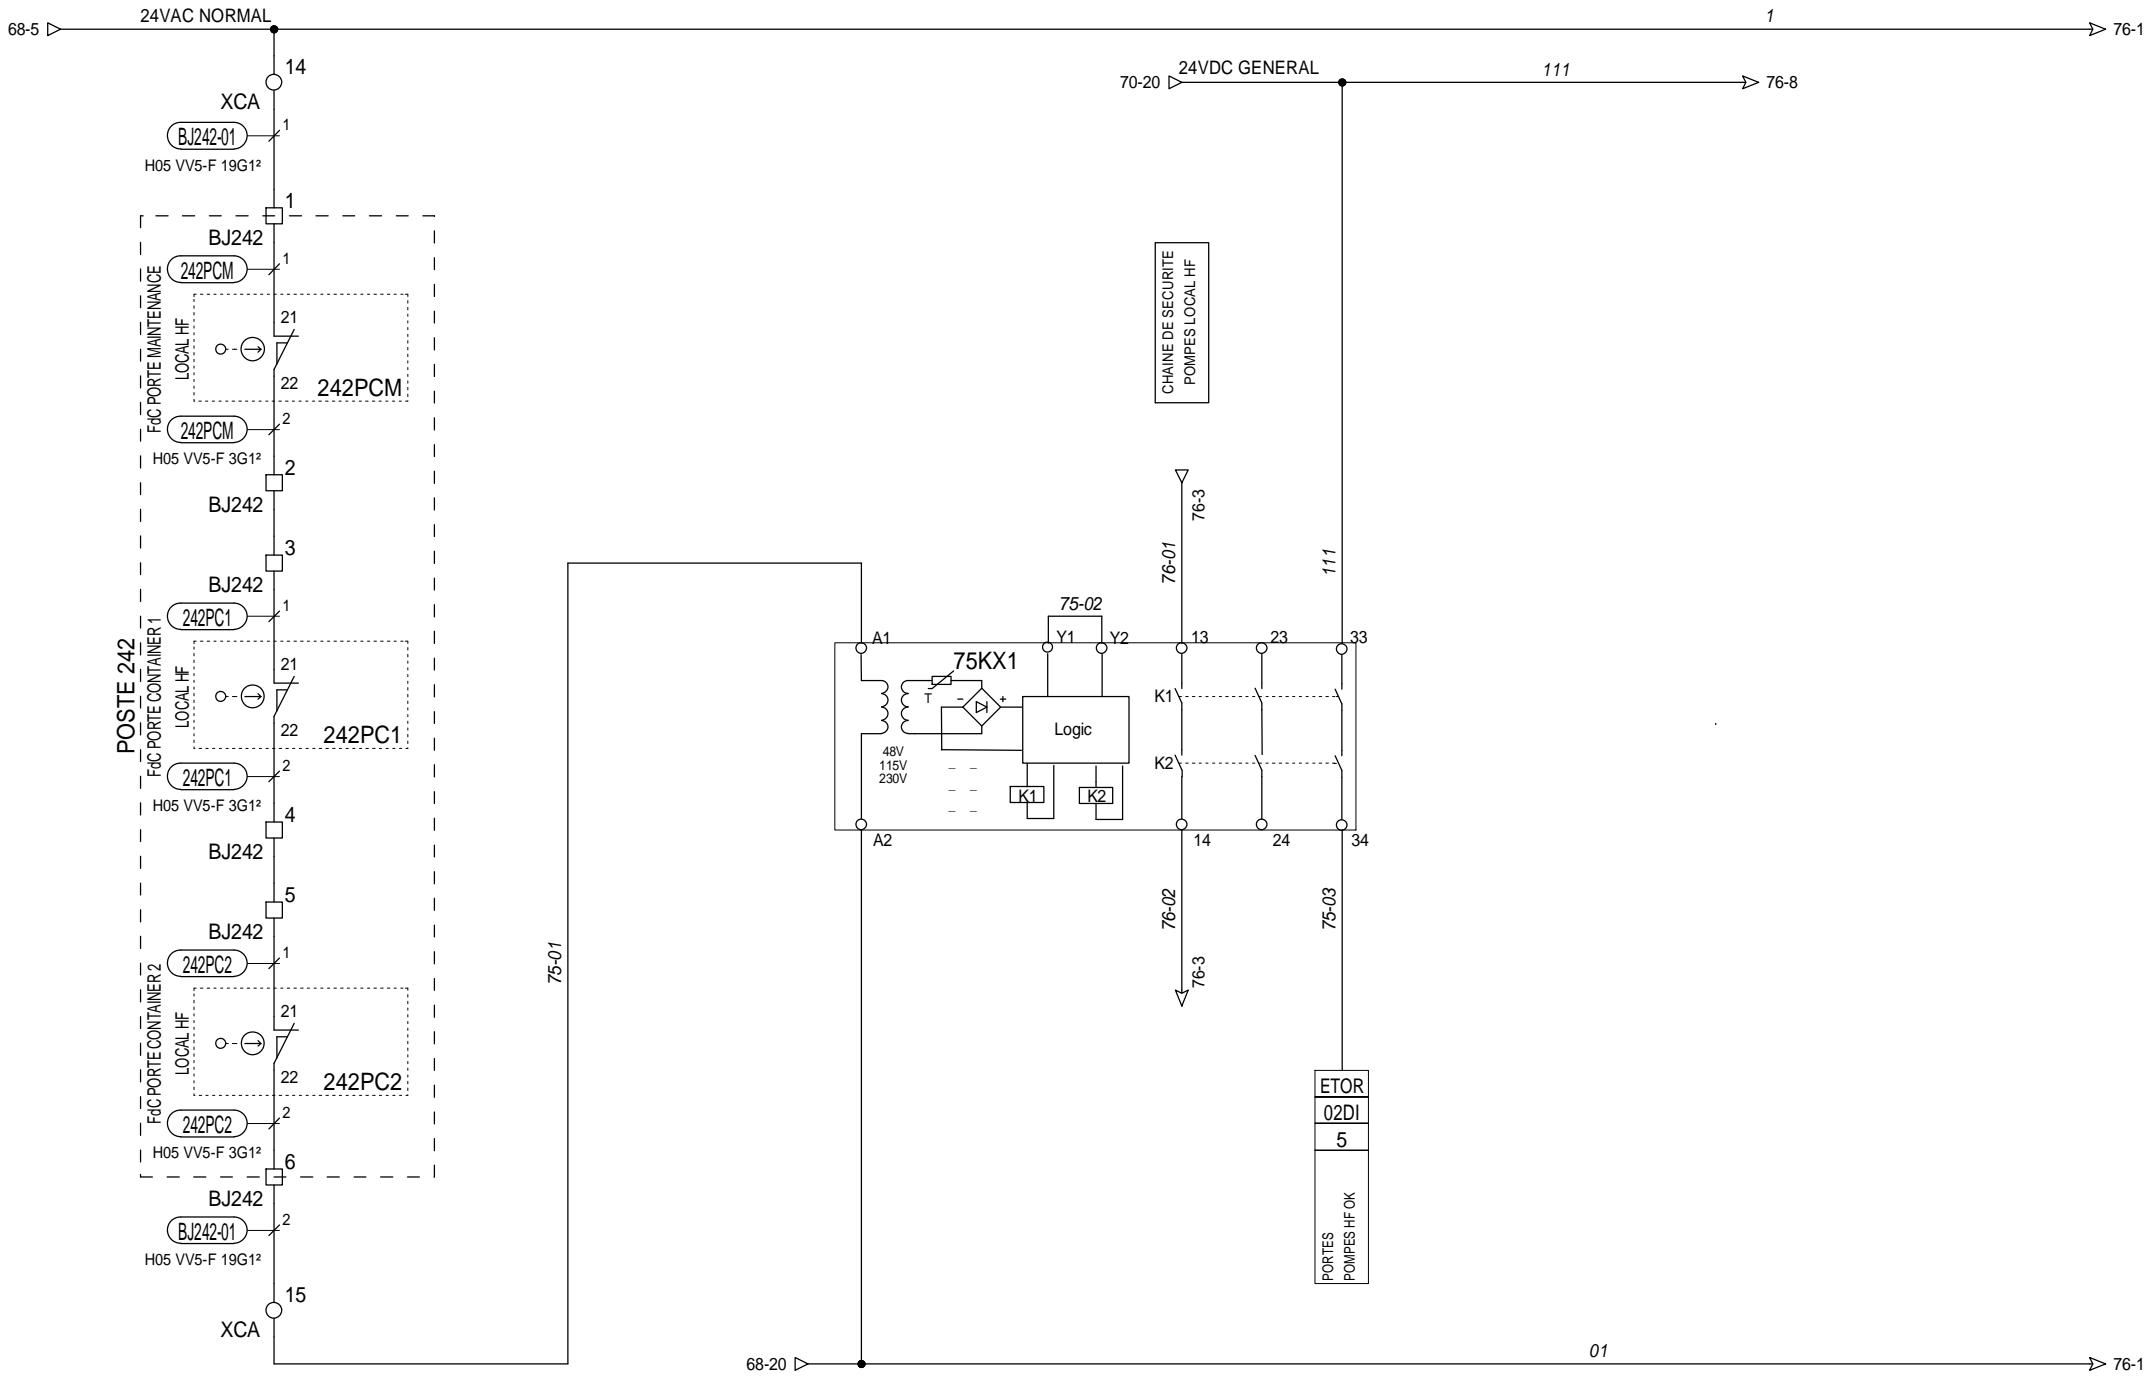 24VAC NORMAL
1
68-5
76-1
14
XCA
24VDC GENERAL
111
70-20
76-8
BJ242-01
1
H05 VV5-F 19G1²
1
BJ242
242PCM
1
FdC PORTE MAINTENANCE
LOCAL HF
21
22
242PCM
242PCM
2
H05 VV5-F 3G1²
2
BJ242
3
BJ242
242PC1
1
POSTE 242
FdC PORTE CONTAINER 1
LOCAL HF
21
22
242PC1
242PC1
2
H05 VV5-F 3G1²
4
BJ242
5
BJ242
242PC2
1
FdC PORTE CONTAINER 2
LOCAL HF
21
22
242PC2
242PC2
2
H05 VV5-F 3G1²
6
BJ242
BJ242-01
2
H05 VV5-F 19G1²
15
XCA
75-01
CHAINE DE SECURITE
POMPES LOCAL HF
76-3
76-01
111
75-02
A1
Y1
Y2
13
23
33
75KX1
T
-
+
K1
Logic
48V
115V
230V
K2
K1
K2
A2
14
24
34
76-02
75-03
76-3
ETOR
02DI
5
PORTES
POMPES HF OK
68-20
01
76-1